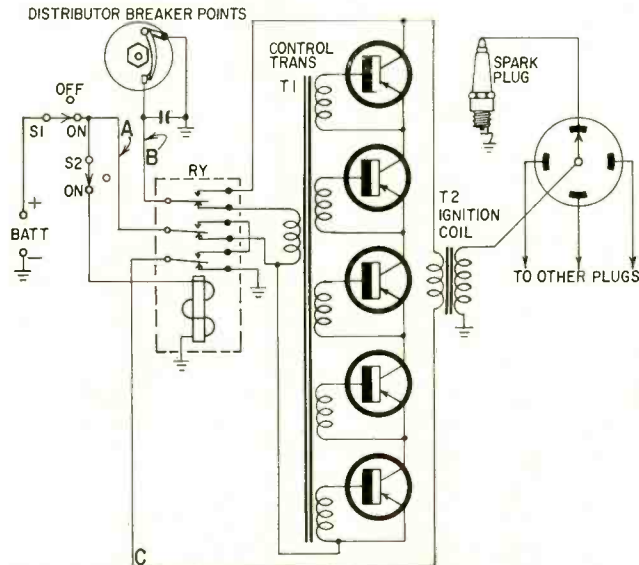 DISTRIBUTOR BREAKER POINTS
OFF
S1
ON
A
B
S2
ON
+
BATT
-
RY
CONTROL
TRANS
T1
SPARK
PLUG
T2
IGNITION
COIL
TO OTHER PLUGS
C